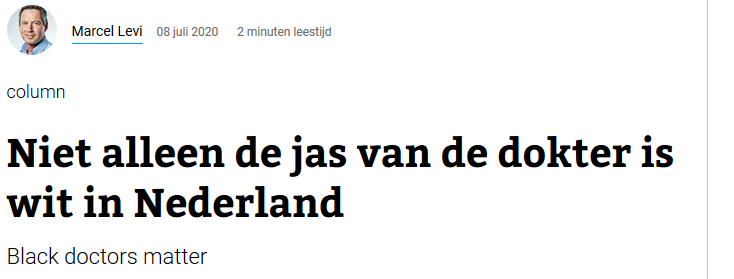 Marcel Levi 08 juli 2020 2 minuten leestijd
column
Niet alleen de jas van de dokter is
wit in Nederland
Black doctors matter